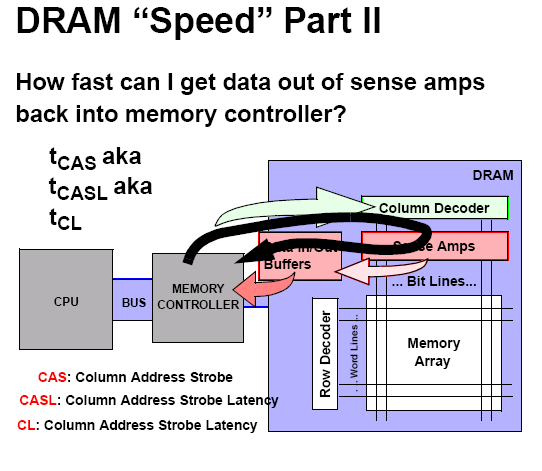 DRAM “Speed” Part II
How fast can I get data out of sense amps
back into memory controller?
tCAS aka
tCASL aka
tCL
DRAM
Column Decoder
Sense Amps
Buffers
... Bit Lines...
CPU
BUS
MEMORY
CONTROLLER
Row Decoder
... Word Lines ...
Memory
Array
CAS: Column Address Strobe
CASL: Column Address Strobe Latency
CL: Column Address Strobe Latency